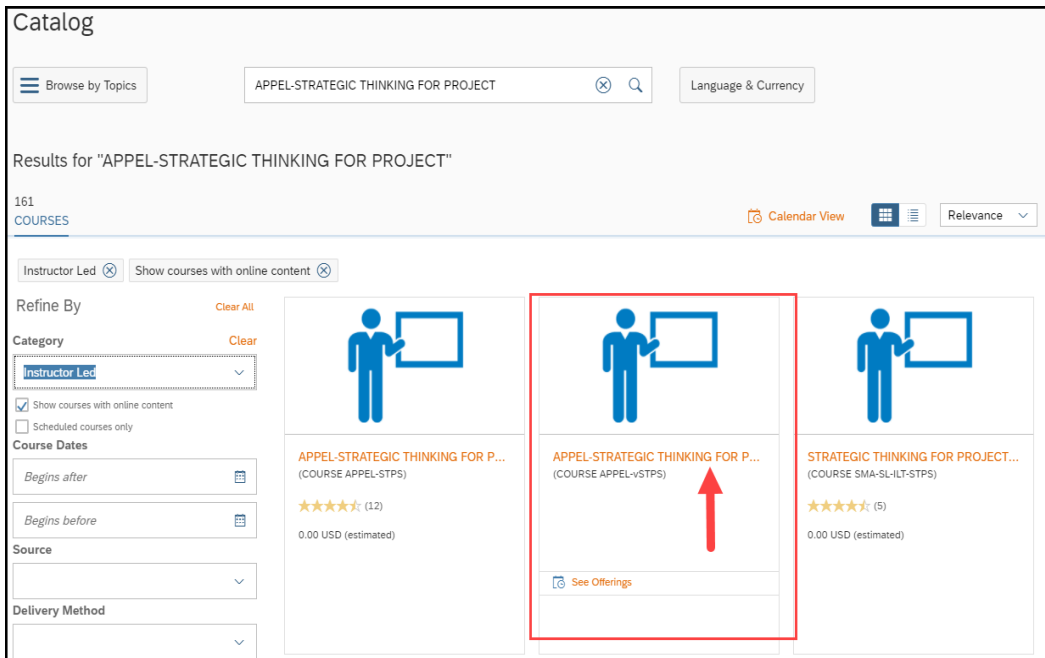 Catalog
Browse by Topics
APPEL-STRATEGIC THINKING FOR PROJECT
Language & Currency
Results for "APPEL-STRATEGIC THINKING FOR PROJECT"
161
COURSES
Calendar View
Relevance
Instructor Led
Show courses with online content
Refine By
Clear All
Category
Clear
Instructor Led
Show courses with online content
Scheduled courses only
Course Dates
Begins after
Begins before
Source
Delivery Method
APPEL-STRATEGIC THINKING FOR P...
(COURSE APPEL-STPS)
(12)
0.00 USD (estimated)
APPEL-STRATEGIC THINKING FOR P...
(COURSE APPEL-vSTPS)
See Offerings
STRATEGIC THINKING FOR PROJECT...
(COURSE SMA-SL-ILT-STPS)
(5)
0.00 USD (estimated)